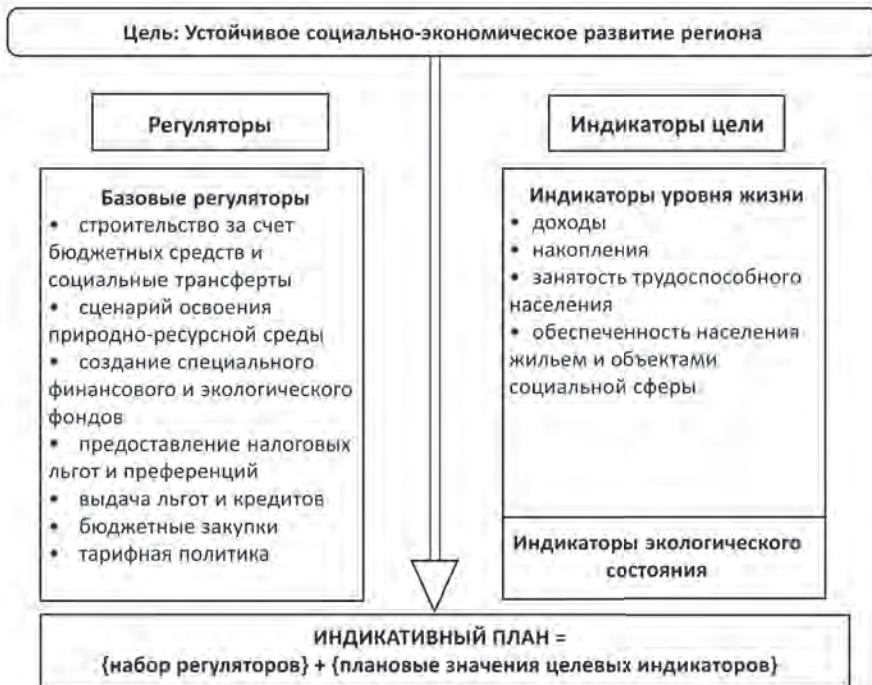 Цель: Устойчивое социально-экономическое развитие региона
Регуляторы
Базовые регуляторы
• строительство за счет
бюджетных средств и
социальные трансферты
• сценарий освоения
природно-ресурсной среды
• создание специального
финансового и экологического
фондов
• предоставление налоговых
льгот и преференций
• выдача льгот и кредитов
• бюджетные закупки
• тарифная политика
Индикаторы цели
Индикаторы уровня жизни
• доходы
• накопления
• занятость трудоспособного
населения
• обеспеченность населения
жильем и объектами
социальной сферы
Индикаторы экологического
состояния
ИНДИКАТИВНЫЙ ПЛАН =
{набор регуляторов} + {плановые значения целевых индикаторов}